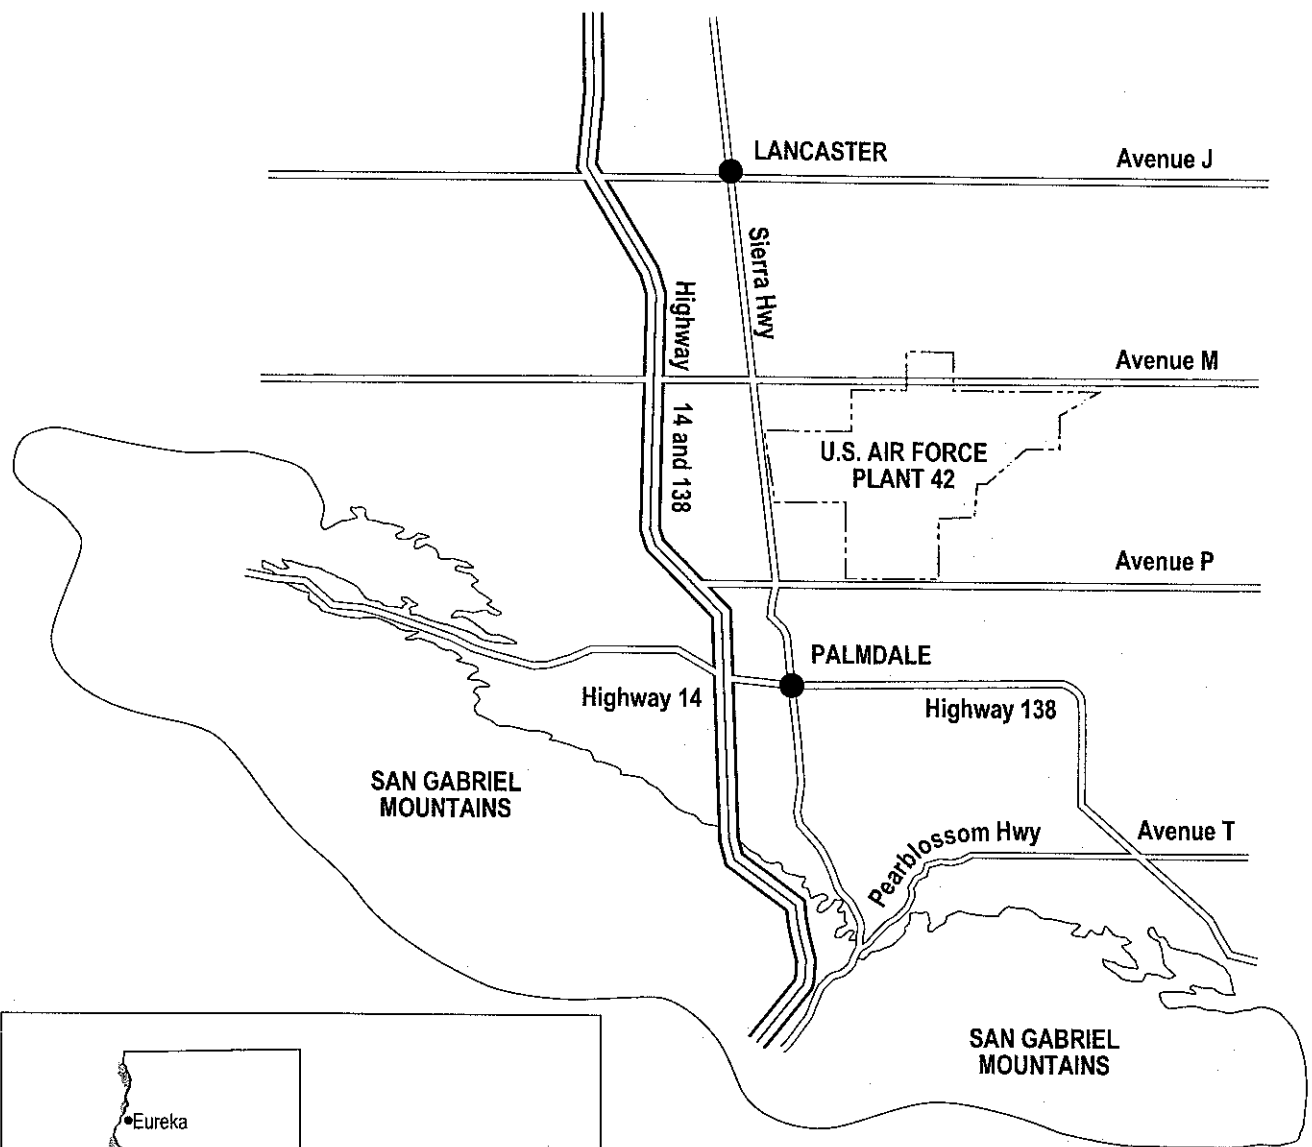 LANCASTER
Avenue J
Sierra Hwy
Highway 14 and 138
Avenue M
U.S. AIR FORCE
PLANT 42
Avenue P
PALMDALE
Highway 14
Highway 138
SAN GABRIEL
MOUNTAINS
Pearblossom Hwy
Avenue T
SAN GABRIEL
MOUNTAINS
Eureka